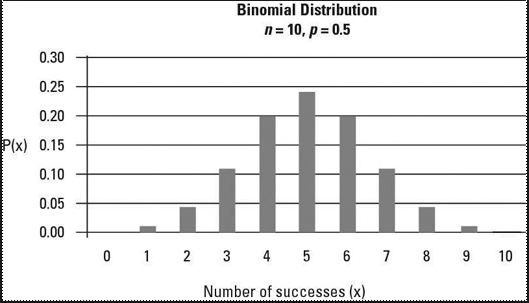 Binomial Distribution
n = 10, p = 0.5
0.30
0.25
0.20
P(x) 0.15
0.10
0.05
0.00
0 1 2 3 4 5 6 7 8 9 10
Number of successes (x)